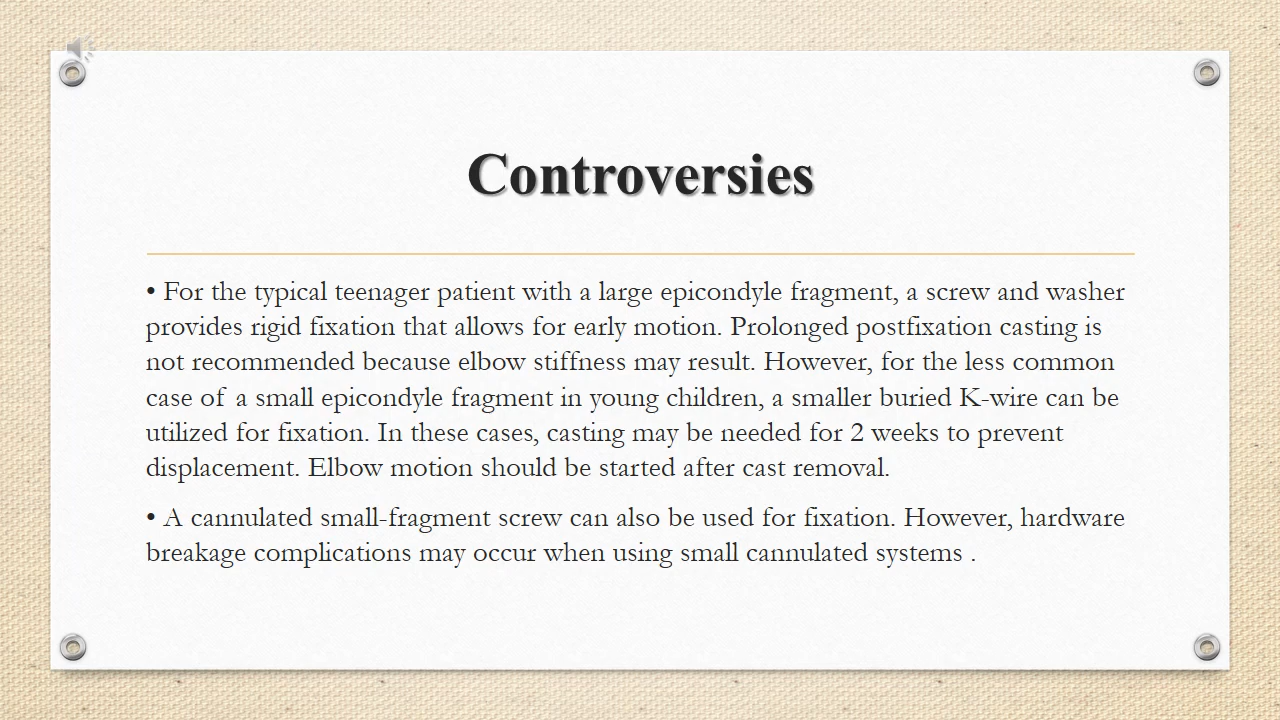 Controversies
• For the typical teenager patient with a large epicondyle fragment, a screw and washer
provides rigid fixation that allows for early motion. Prolonged postfixation casting is
not recommended because elbow stiffness may result. However, for the less common
case of a small epicondyle fragment in young children, a smaller buried K-wire can be
utilized for fixation. In these cases, casting may be needed for 2 weeks to prevent
displacement. Elbow motion should be started after cast removal.
• A cannulated small-fragment screw can also be used for fixation. However, hardware
breakage complications may occur when using small cannulated systems .